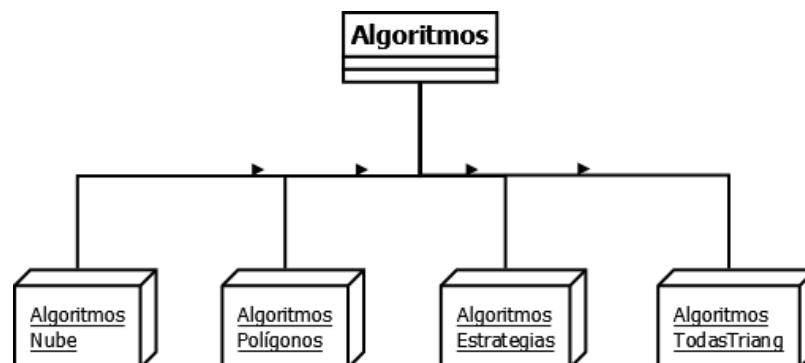 Algoritmos
Algoritmos
Nube
Algoritmos
Polígonos
Algoritmos
Estrategias
Algoritmos
TodasTriang